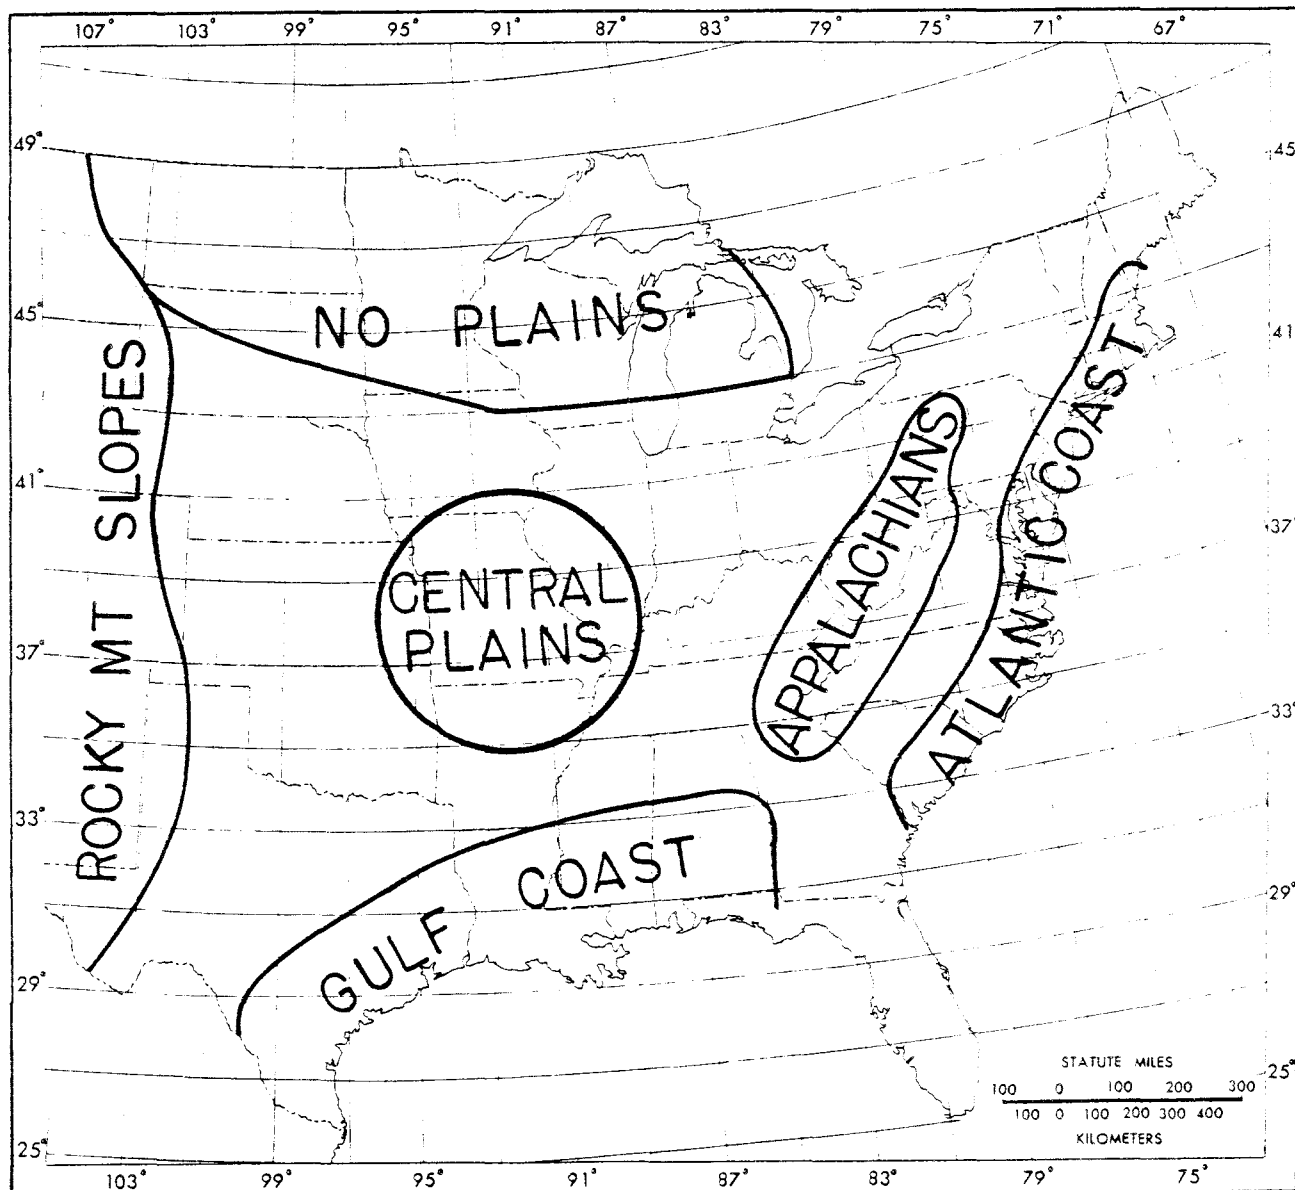 107° 103° 99° 95° 91° 87° 83° 79° 75° 71° 67°
49°
45°
45°
41°
41°
37°
37°
33°
33°
29°
29°
25°
25°
NO PLAINS
ROCKY MT SLOPES
CENTRAL
PLAINS
APPALACHIANS
ATLANTIC COAST
GULF COAST
STATUTE MILES
100 0 100 200 300
100 0 100 200 300 400
KILOMETERS
103° 99° 95° 91° 87° 83° 79° 75°